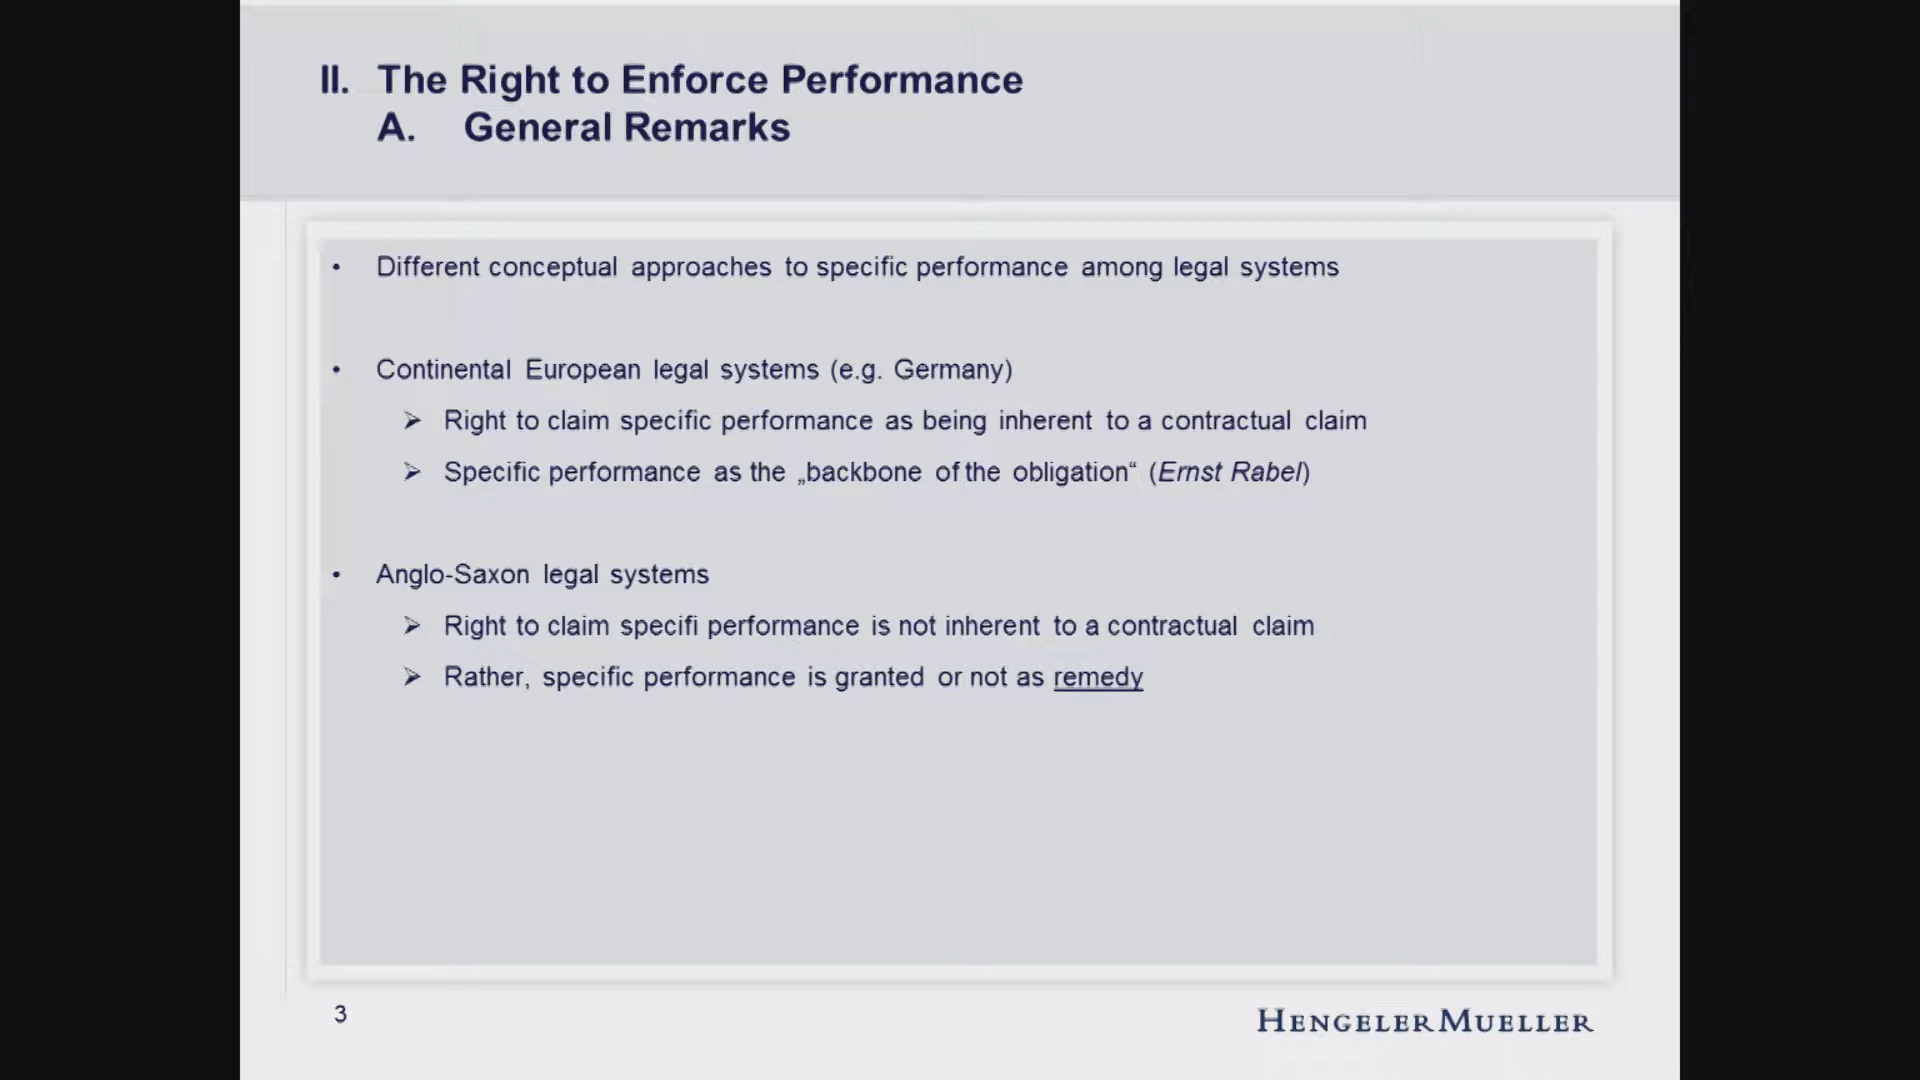 II. The Right to Enforce Performance
A. General Remarks
• Different conceptual approaches to specific performance among legal systems
• Continental European legal systems (e.g. Germany)
➢ Right to claim specific performance as being inherent to a contractual claim
➢ Specific performance as the „backbone of the obligation“ (Ernst Rabel)
• Anglo-Saxon legal systems
➢ Right to claim specifi performance is not inherent to a contractual claim
➢ Rather, specific performance is granted or not as remedy
3
HENGELER MUELLER